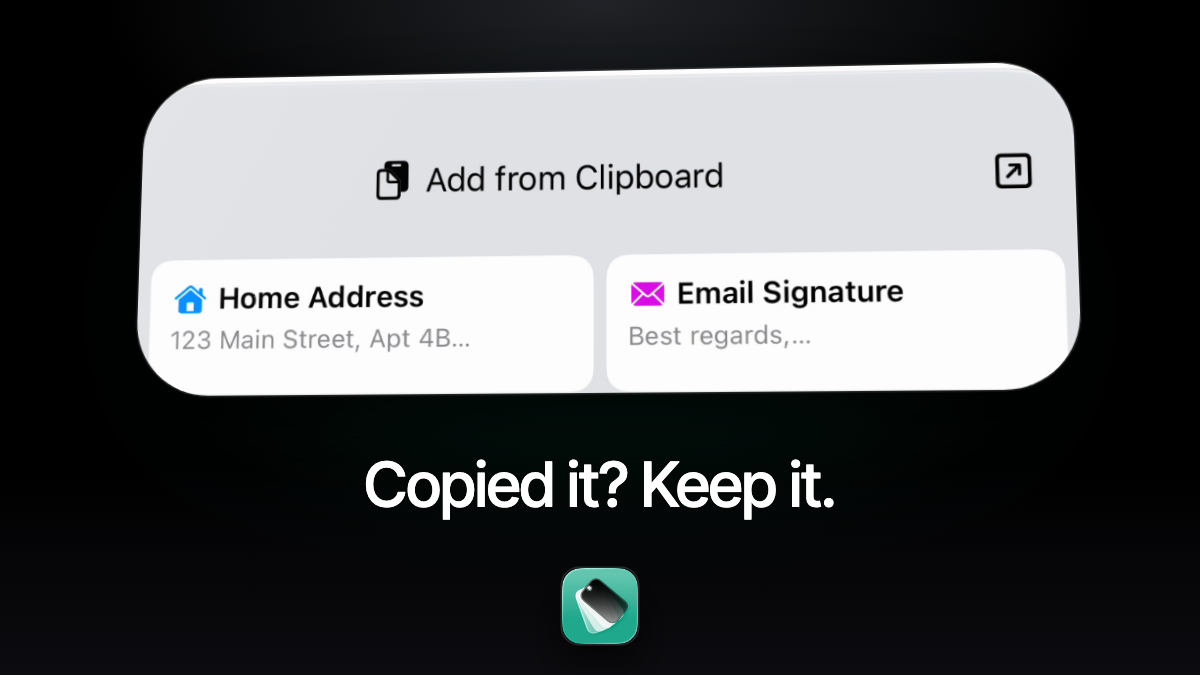 Add from Clipboard
Home Address
123 Main Street, Apt 4B...
Email Signature
Best regards,...
Copied it? Keep it.